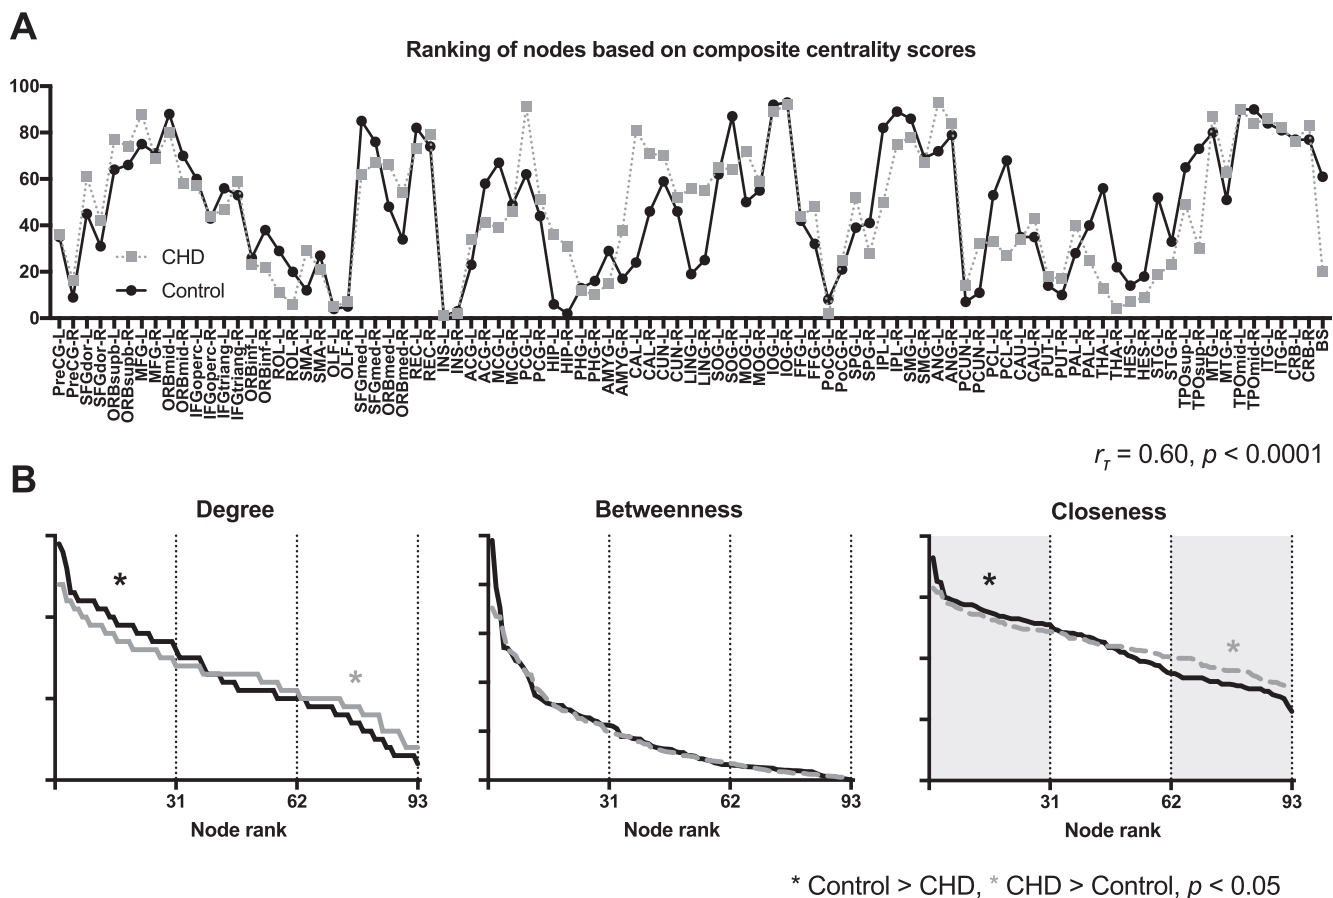 A
Ranking of nodes based on composite centrality scores
100
80
60
40
20
0
CHD
Control
PreCG-L
PreCG-R
SFGdor-L
SFGdor-R
ORBsupb-L
ORBsupb-R
MFG-L
MFG-R
ORBmid-L
ORBmid-R
IFGoperc-L
IFGoperc-R
IFGtriang-L
IFGtriang-R
ORBinf-L
ORBinf-R
ROL-L
ROL-R
SMA-L
SMA-R
OLF-L
OLF-R
SFGmed-L
SFGmed-R
ORBmed-L
ORBmed-R
REC-L
REC-R
INS-L
INS-R
ACG-L
ACG-R
MCG-L
MCG-R
PCG-L
PCG-R
HIP-L
HIP-R
PHG-L
PHG-R
AMYG-L
AMYG-R
CAL-L
CAL-R
CUN-L
CUN-R
LING-L
LING-R
SOG-L
SOG-R
MOG-L
MOG-R
IOG-L
IOG-R
FFG-L
FFG-R
PoCG-L
PoCG-R
SPG-L
SPG-R
IPL-L
IPL-R
SMG-L
SMG-R
ANG-L
ANG-R
PCUN-L
PCUN-R
PCL-L
PCL-R
CAU-L
CAU-R
PUT-L
PUT-R
PAL-L
PAL-R
THA-L
THA-R
HES-L
HES-R
STG-L
STG-R
TPOsup-L
TPOsup-R
MTG-L
MTG-R
TPOmid-L
TPOmid-R
ITG-L
ITG-R
CRB-L
CRB-R
BS
rτ = 0.60, p < 0.0001
B
Degree
*
*
31
62
93
Node rank
Betweenness
31
62
93
Node rank
Closeness
*
*
31
62
93
Node rank
* Control > CHD, * CHD > Control, p < 0.05